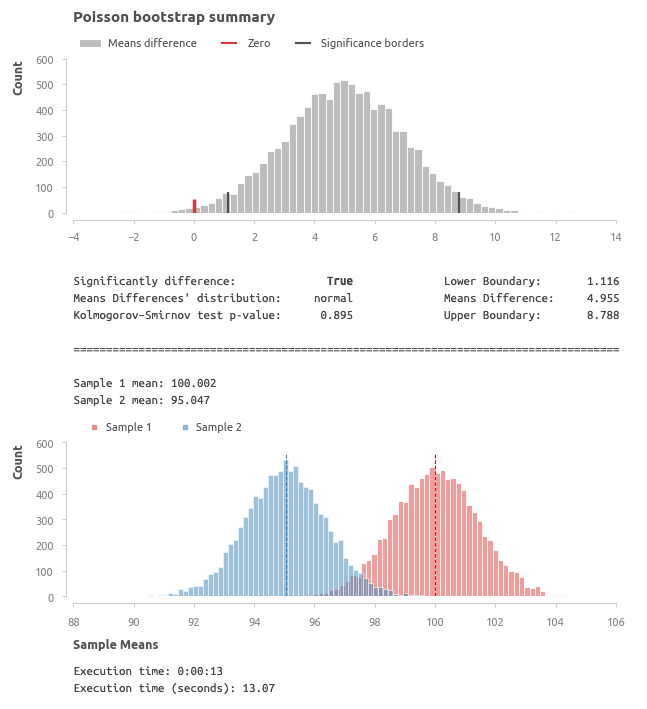 Poisson bootstrap summary
Means difference Zero Significance borders
Count
600
500
400
300
200
100
0
−4 −2 0 2 4 6 8 10 12 14
Significantly difference: True Lower Boundary: 1.116
Means Differences' distribution: normal Means Difference: 4.955
Kolmogorov–Smirnov test p-value: 0.895 Upper Boundary: 8.788
====================================================================================
Sample 1 mean: 100.002
Sample 2 mean: 95.047
Sample 1 Sample 2
Count
600
500
400
300
200
100
0
88 90 92 94 96 98 100 102 104 106
Sample Means
Execution time: 0:00:13
Execution time (seconds): 13.07